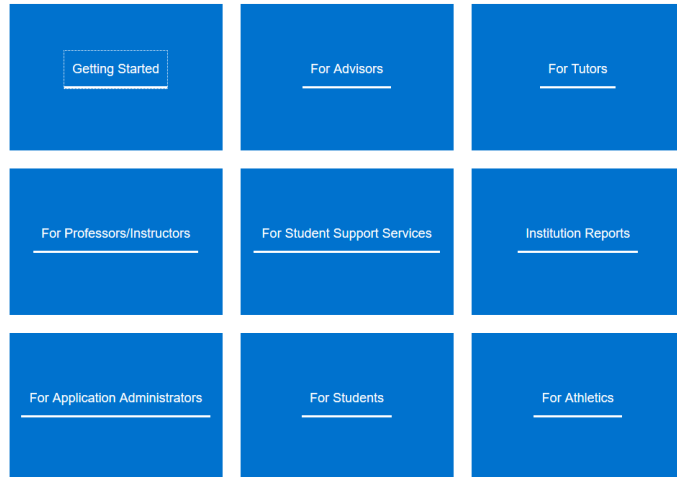 Getting Started
For Advisors
For Tutors
For Professors/Instructors
For Student Support Services
Institution Reports
For Application Administrators
For Students
For Athletics